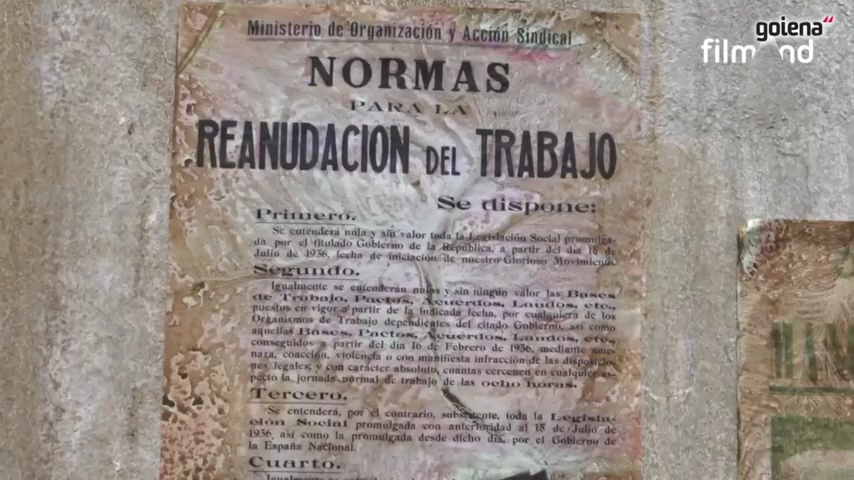 goiena
Ministerio de Organización y Acción Sindical
NORMAS
PARA LA
REANUDACION DEL TRABAJO
Se dispone:
Primero.
Se entenderá nula y sin valor toda la Legislación Social promulga-
da por el titulado Gobierno de la República, a partir del día 18 de
Julio de 1936, fecha de iniciación de nuestro Glorioso Movimiento.
Segundo.
Igualmente se entenderán nulos y sin ningún valor las Bases
de Trabajo, Pactos, Acuerdos, Laudos, etc.,
puestos en vigor a partir de la indicada fecha, por cualquiera de los
Organismos de Trabajo dependientes del citado Gobierno, así como
aquellas Bases, Pactos, Acuerdos, Laudos, etc.,
conseguidos a partir del día 16 de Febrero de 1936, mediante ame-
naza, coacción, violencia o con manifiesta infracción de las disposicio-
nes legales; y con carácter absoluto, cuantas cercenen en cualquier as-
pecto la jornada normal de trabajo de las ocho horas.
Tercero.
Se entenderá, por el contrario, subsistente, toda la Legisla-
ción Social promulgada con anterioridad al 18 de Julio de
1936, así como la promulgada desde dicho día, por el Gobierno de
la España Nacional.
Cuarto.